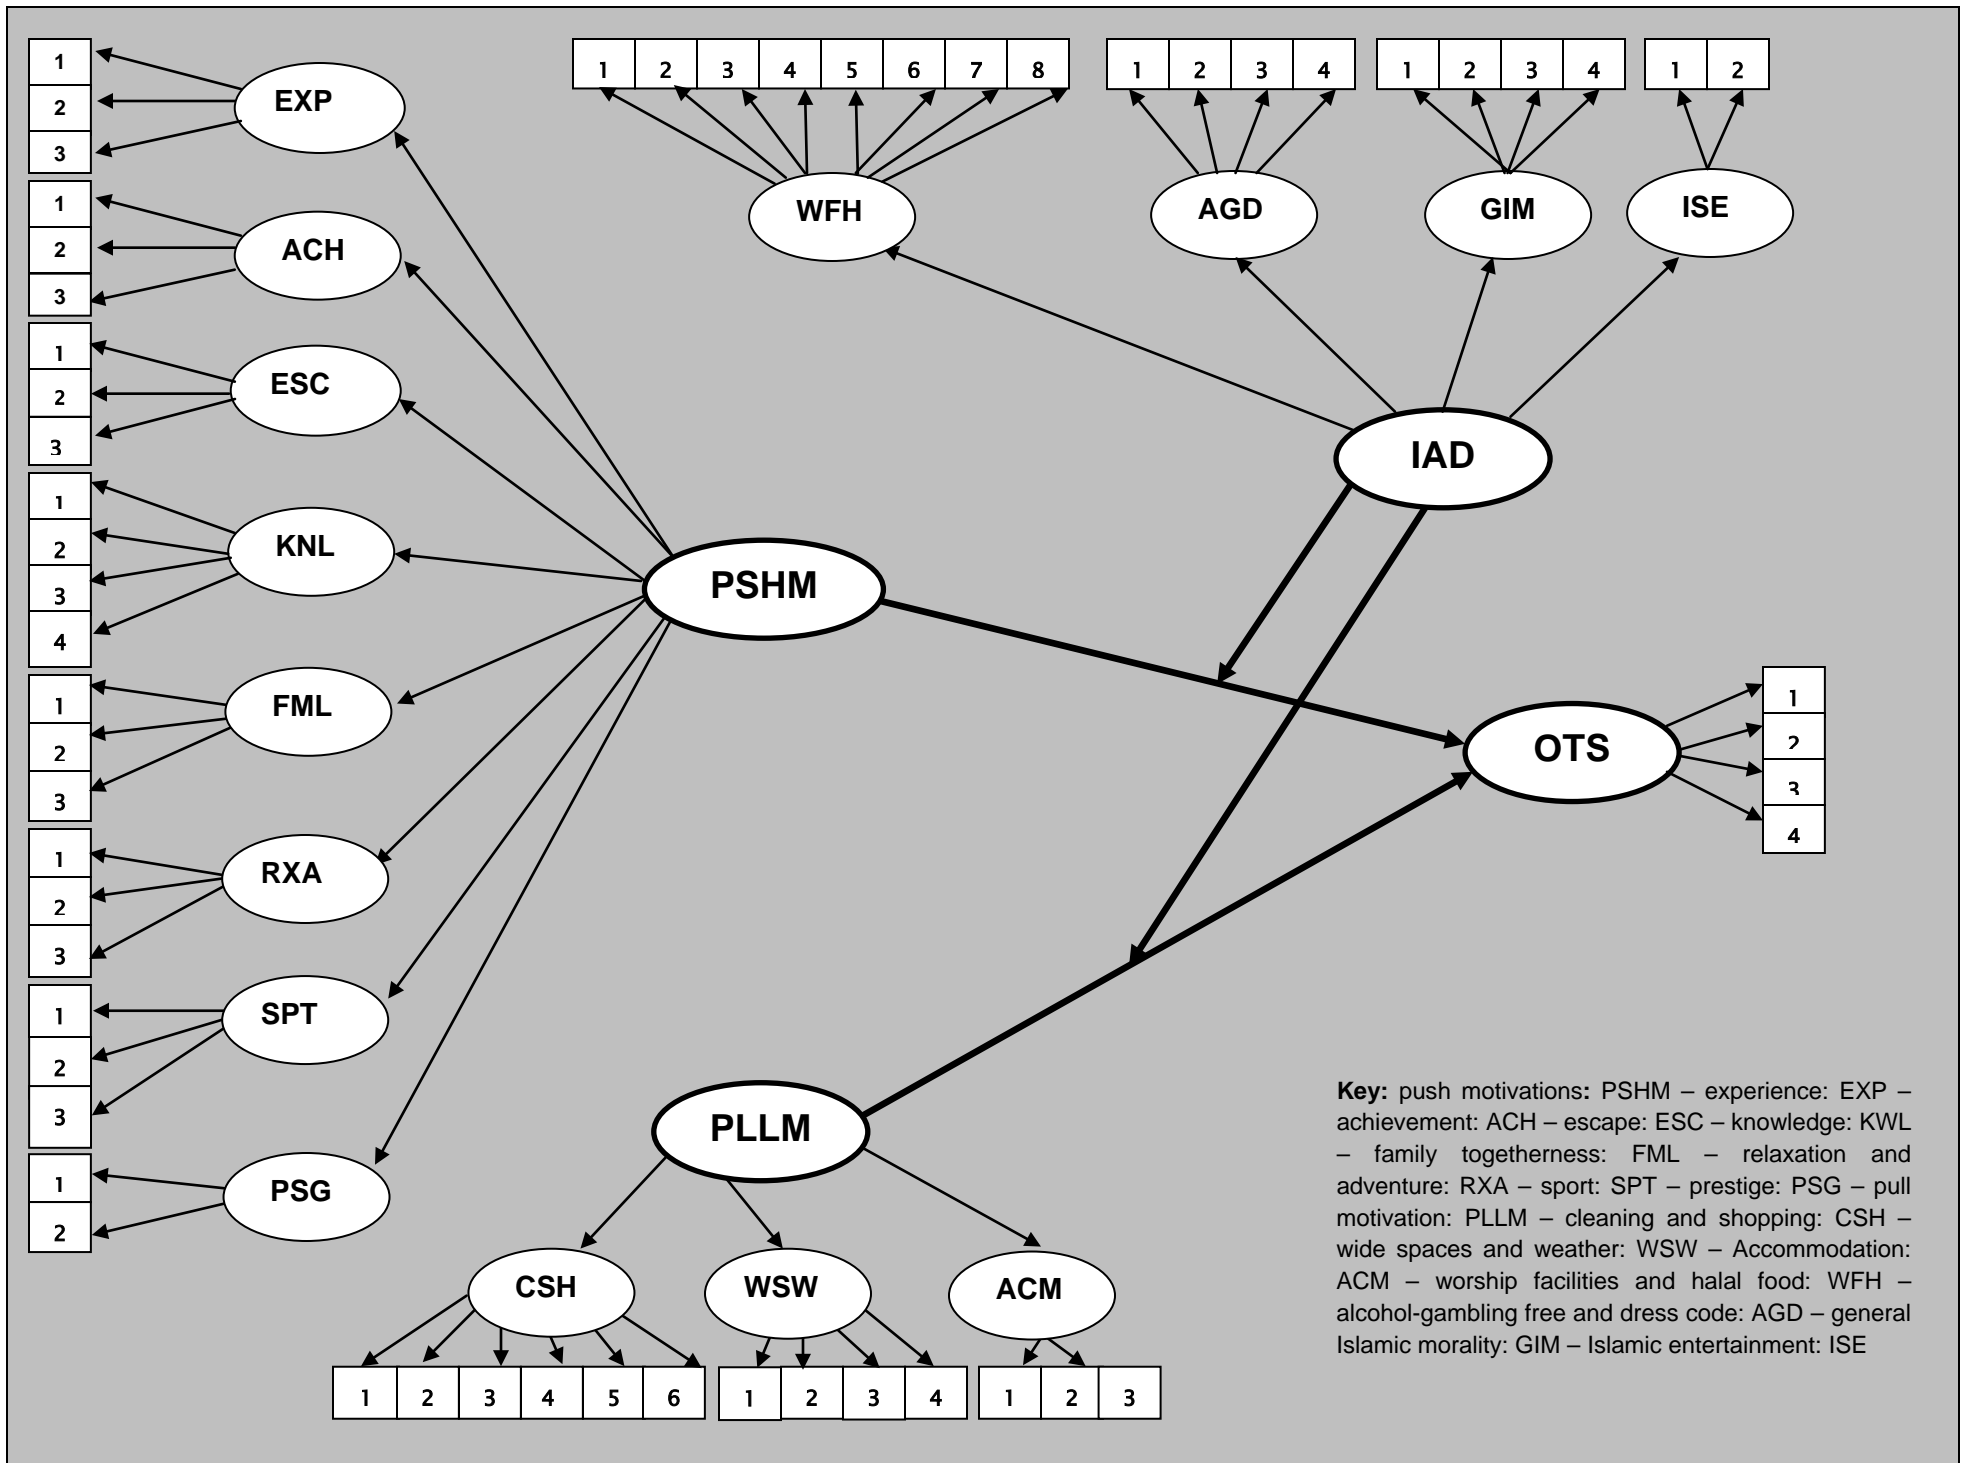 1 2 3 4 5 6 7 8
1 2 3 4
1 2 3 4
1 2
WFH
AGD
GIM
ISE
1
2
3
EXP
1
2
3
ACH
1
2
3
ESC
1
2
3
4
KNL
1
2
3
FML
1
2
3
RXA
1
2
3
SPT
1
2
PSG
IAD
PSHM
OTS
1
2
3
4
PLLM
CSH
WSW
ACM
1 2 3 4 5 6
1 2 3 4
1 2 3
Key: push motivations: PSHM – experience: EXP –
achievement: ACH – escape: ESC – knowledge: KWL
– family togetherness: FML – relaxation and
adventure: RXA – sport: SPT – prestige: PSG – pull
motivation: PLLM – cleaning and shopping: CSH –
wide spaces and weather: WSW – Accommodation:
ACM – worship facilities and halal food: WFH –
alcohol-gambling free and dress code: AGD – general
Islamic morality: GIM – Islamic entertainment: ISE